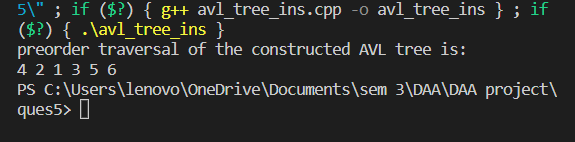 5\" ; if ($?) { g++ avl_tree_ins.cpp -o avl_tree_ins } ; if
($?) { .\avl_tree_ins }
preorder traversal of the constructed AVL tree is:
4 2 1 3 5 6
PS C:\Users\lenovo\OneDrive\Documents\sem 3\DAA\DAA project\
ques5>